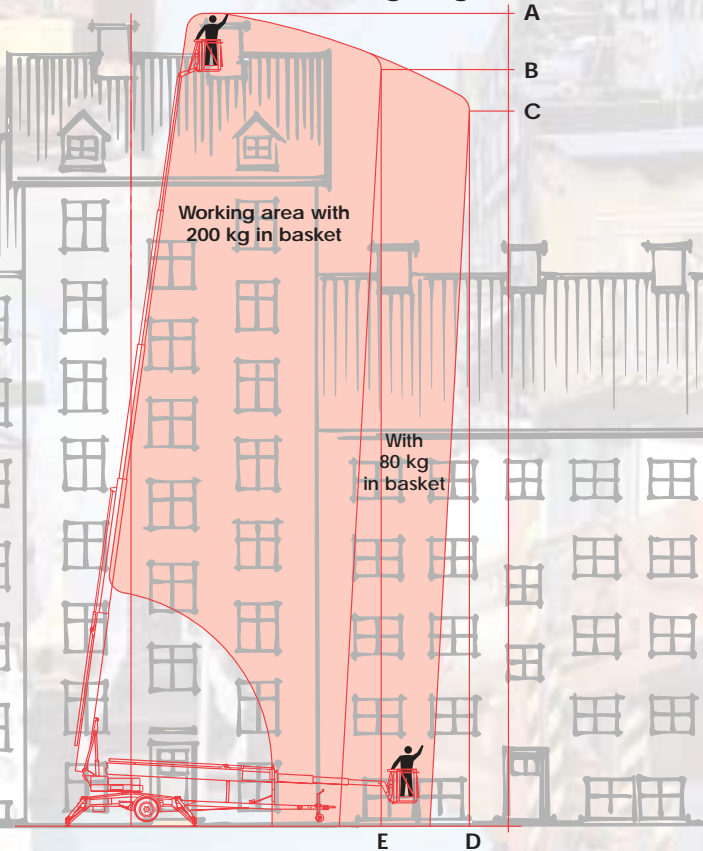 A
B
C
Working area with
200 kg in basket
With
80 kg
in basket
E
D